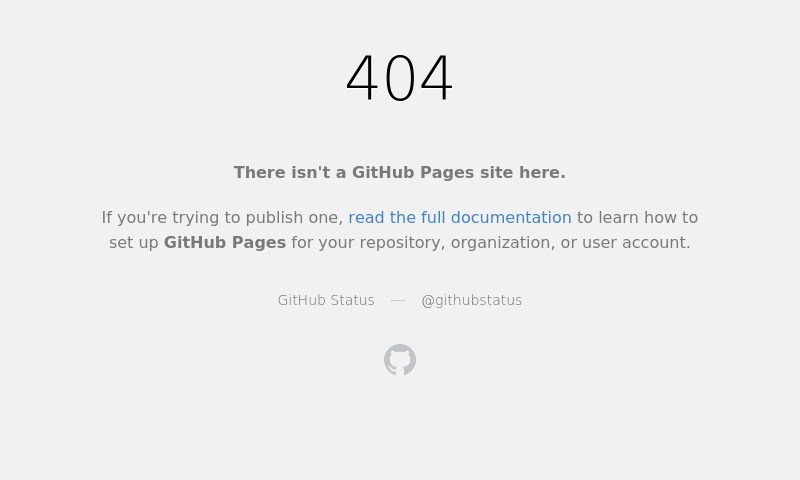 404
There isn't a GitHub Pages site here.
If you're trying to publish one, read the full documentation to learn how to
set up GitHub Pages for your repository, organization, or user account.
GitHub Status — @githubstatus